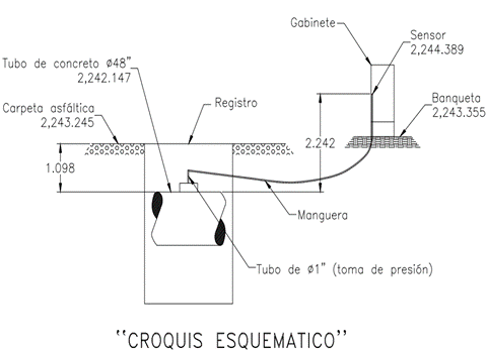 Gabinete
Sensor
2,244.389
Tubo de concreto ø48"
2,242.147
Carpeta asfáltica
2,243.245
Registro
Banqueta
2,243.355
2.242
1.098
Manguera
Tubo de ø1" (toma de presión)
"CROQUIS ESQUEMATICO"